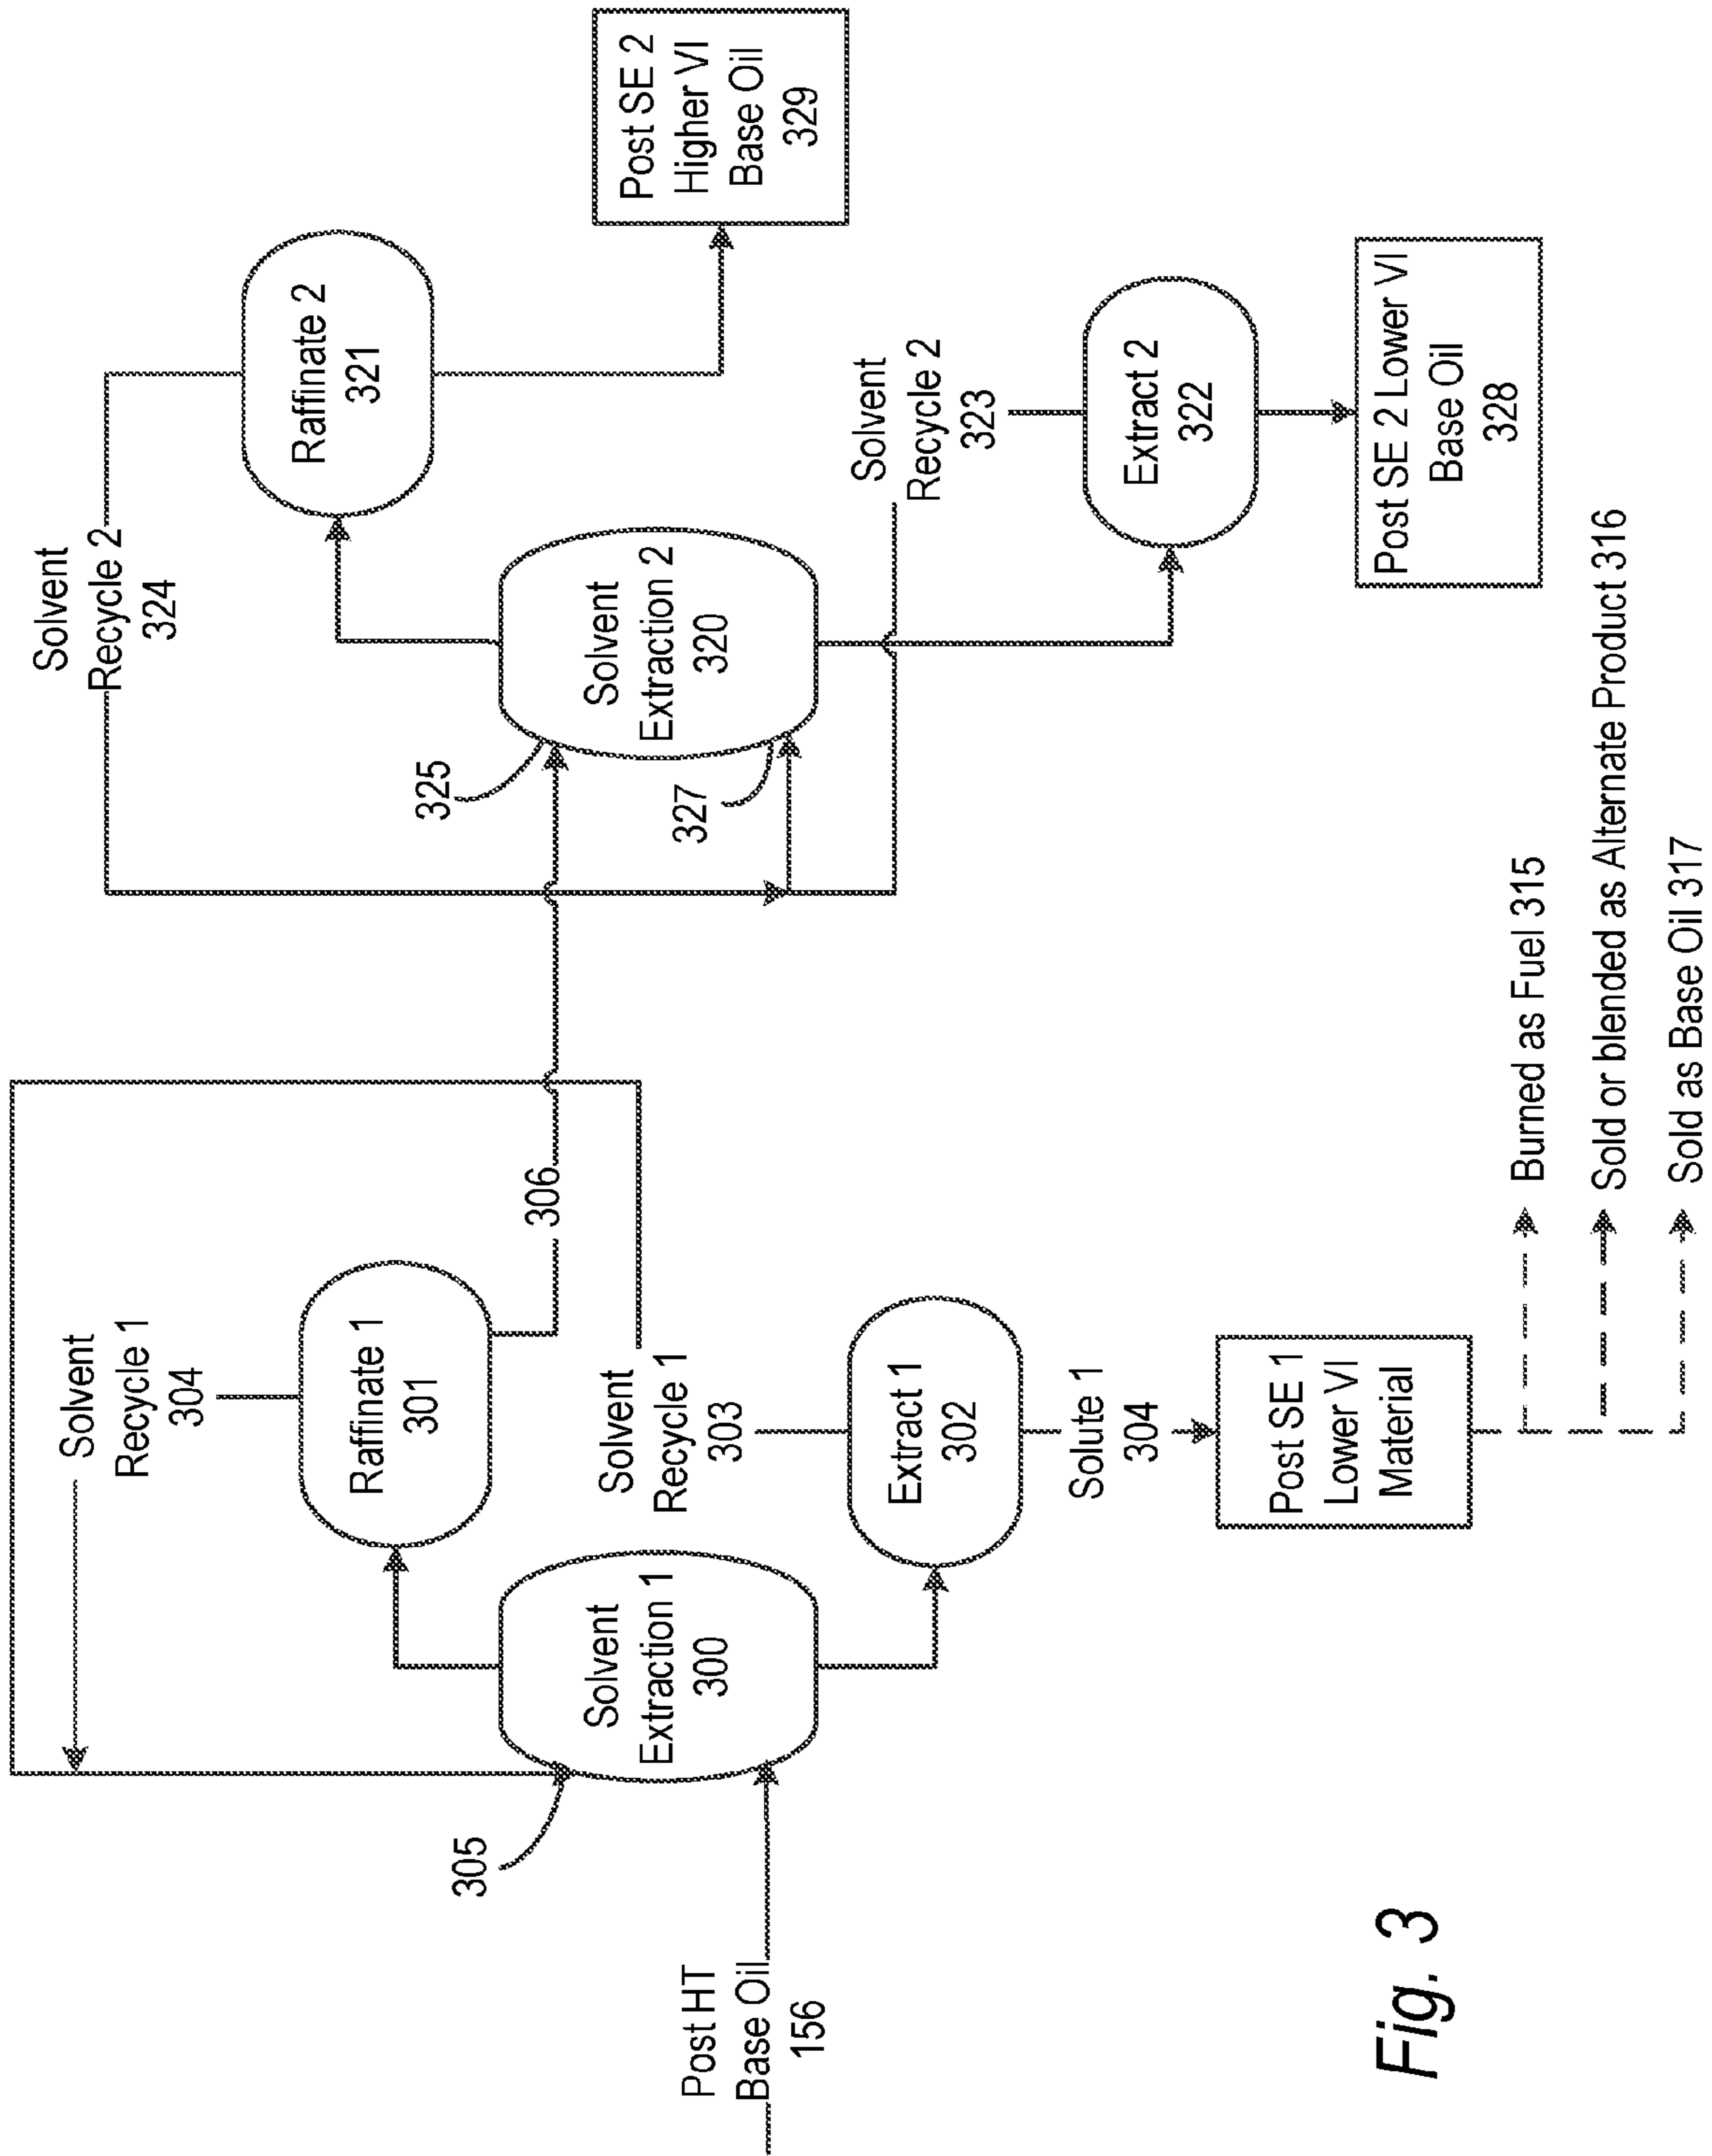 Solvent
Recycle 1
304
Raffinate 1
301
305
Solvent
Extraction 1
300
Post HT
Base Oil
156
Solvent
Recycle 1
303
306
Extract 1
302
Solute 1
304
Post SE 1
Lower VI
Material
Burned as Fuel 315
Sold or blended as Alternate Product 316
Sold as Base Oil 317
Solvent
Recycle 2
324
Raffinate 2
321
325
Solvent
Extraction 2
320
327
Post SE 2
Higher VI
Base Oil
329
Solvent
Recycle 2
323
Extract 2
322
Post SE 2 Lower VI
Base Oil
328
Fig. 3